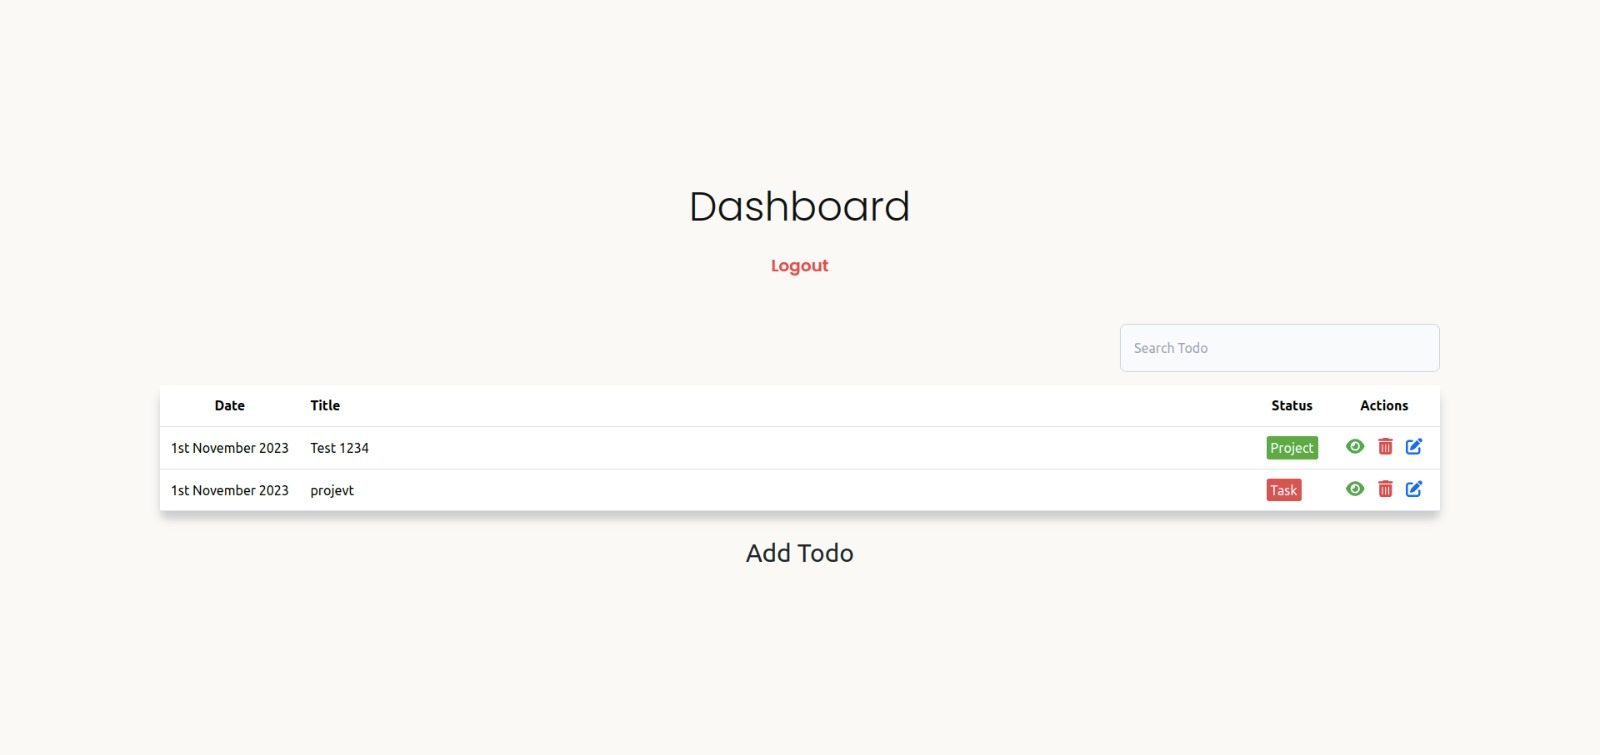 Dashboard
Logout
Search Todo
Date Title Status Actions
1st November 2023 Test 1234 Project
1st November 2023 projevt Task
Add Todo